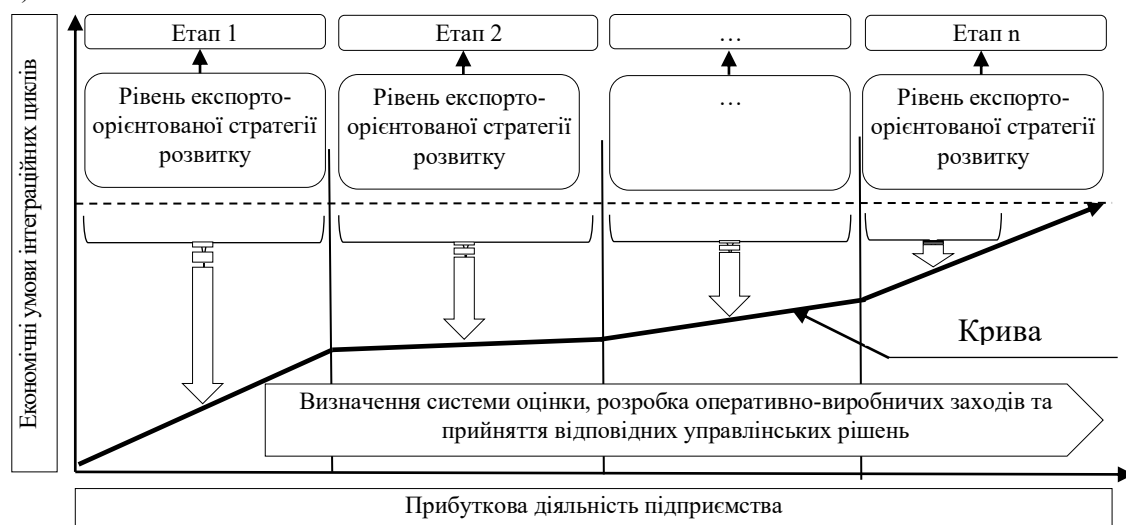 )
Етап 1
Етап 2
…
Етап n
Рівень експорто-
орієнтованої стратегії
розвитку
Рівень експорто-
орієнтованої стратегії
розвитку
…
Рівень експорто-
орієнтованої стратегії
розвитку
Економічні умови інтеграційних циклів
Крива
Визначення системи оцінки, розробка оперативно-виробничих заходів та
прийняття відповідних управлінських рішень
Прибуткова діяльність підприємства